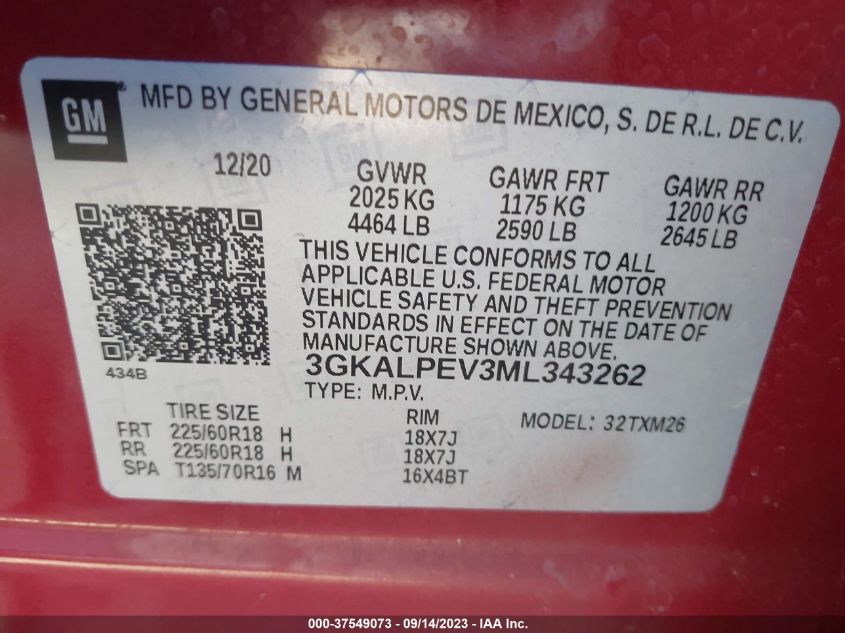 GM MFD BY GENERAL MOTORS DE MEXICO, S. DE R.L. DE C.V.
12/20
GVWR GAWR FRT GAWR RR
2025 KG 1175 KG 1200 KG
4464 LB 2590 LB 2645 LB
THIS VEHICLE CONFORMS TO ALL
APPLICABLE U.S. FEDERAL MOTOR
VEHICLE SAFETY AND THEFT PREVENTION
STANDARDS IN EFFECT ON THE DATE OF
MANUFACTURE SHOWN ABOVE.
434B
3GKALPEV3ML343262
TYPE: M.P.V.
TIRE SIZE RIM MODEL: 32TXM26
FRT 225/60R18 H 18X7J
RR 225/60R18 H 18X7J
SPA T135/70R16 M 16X4BT
000-37549073 - 09/14/2023 - IAA Inc.